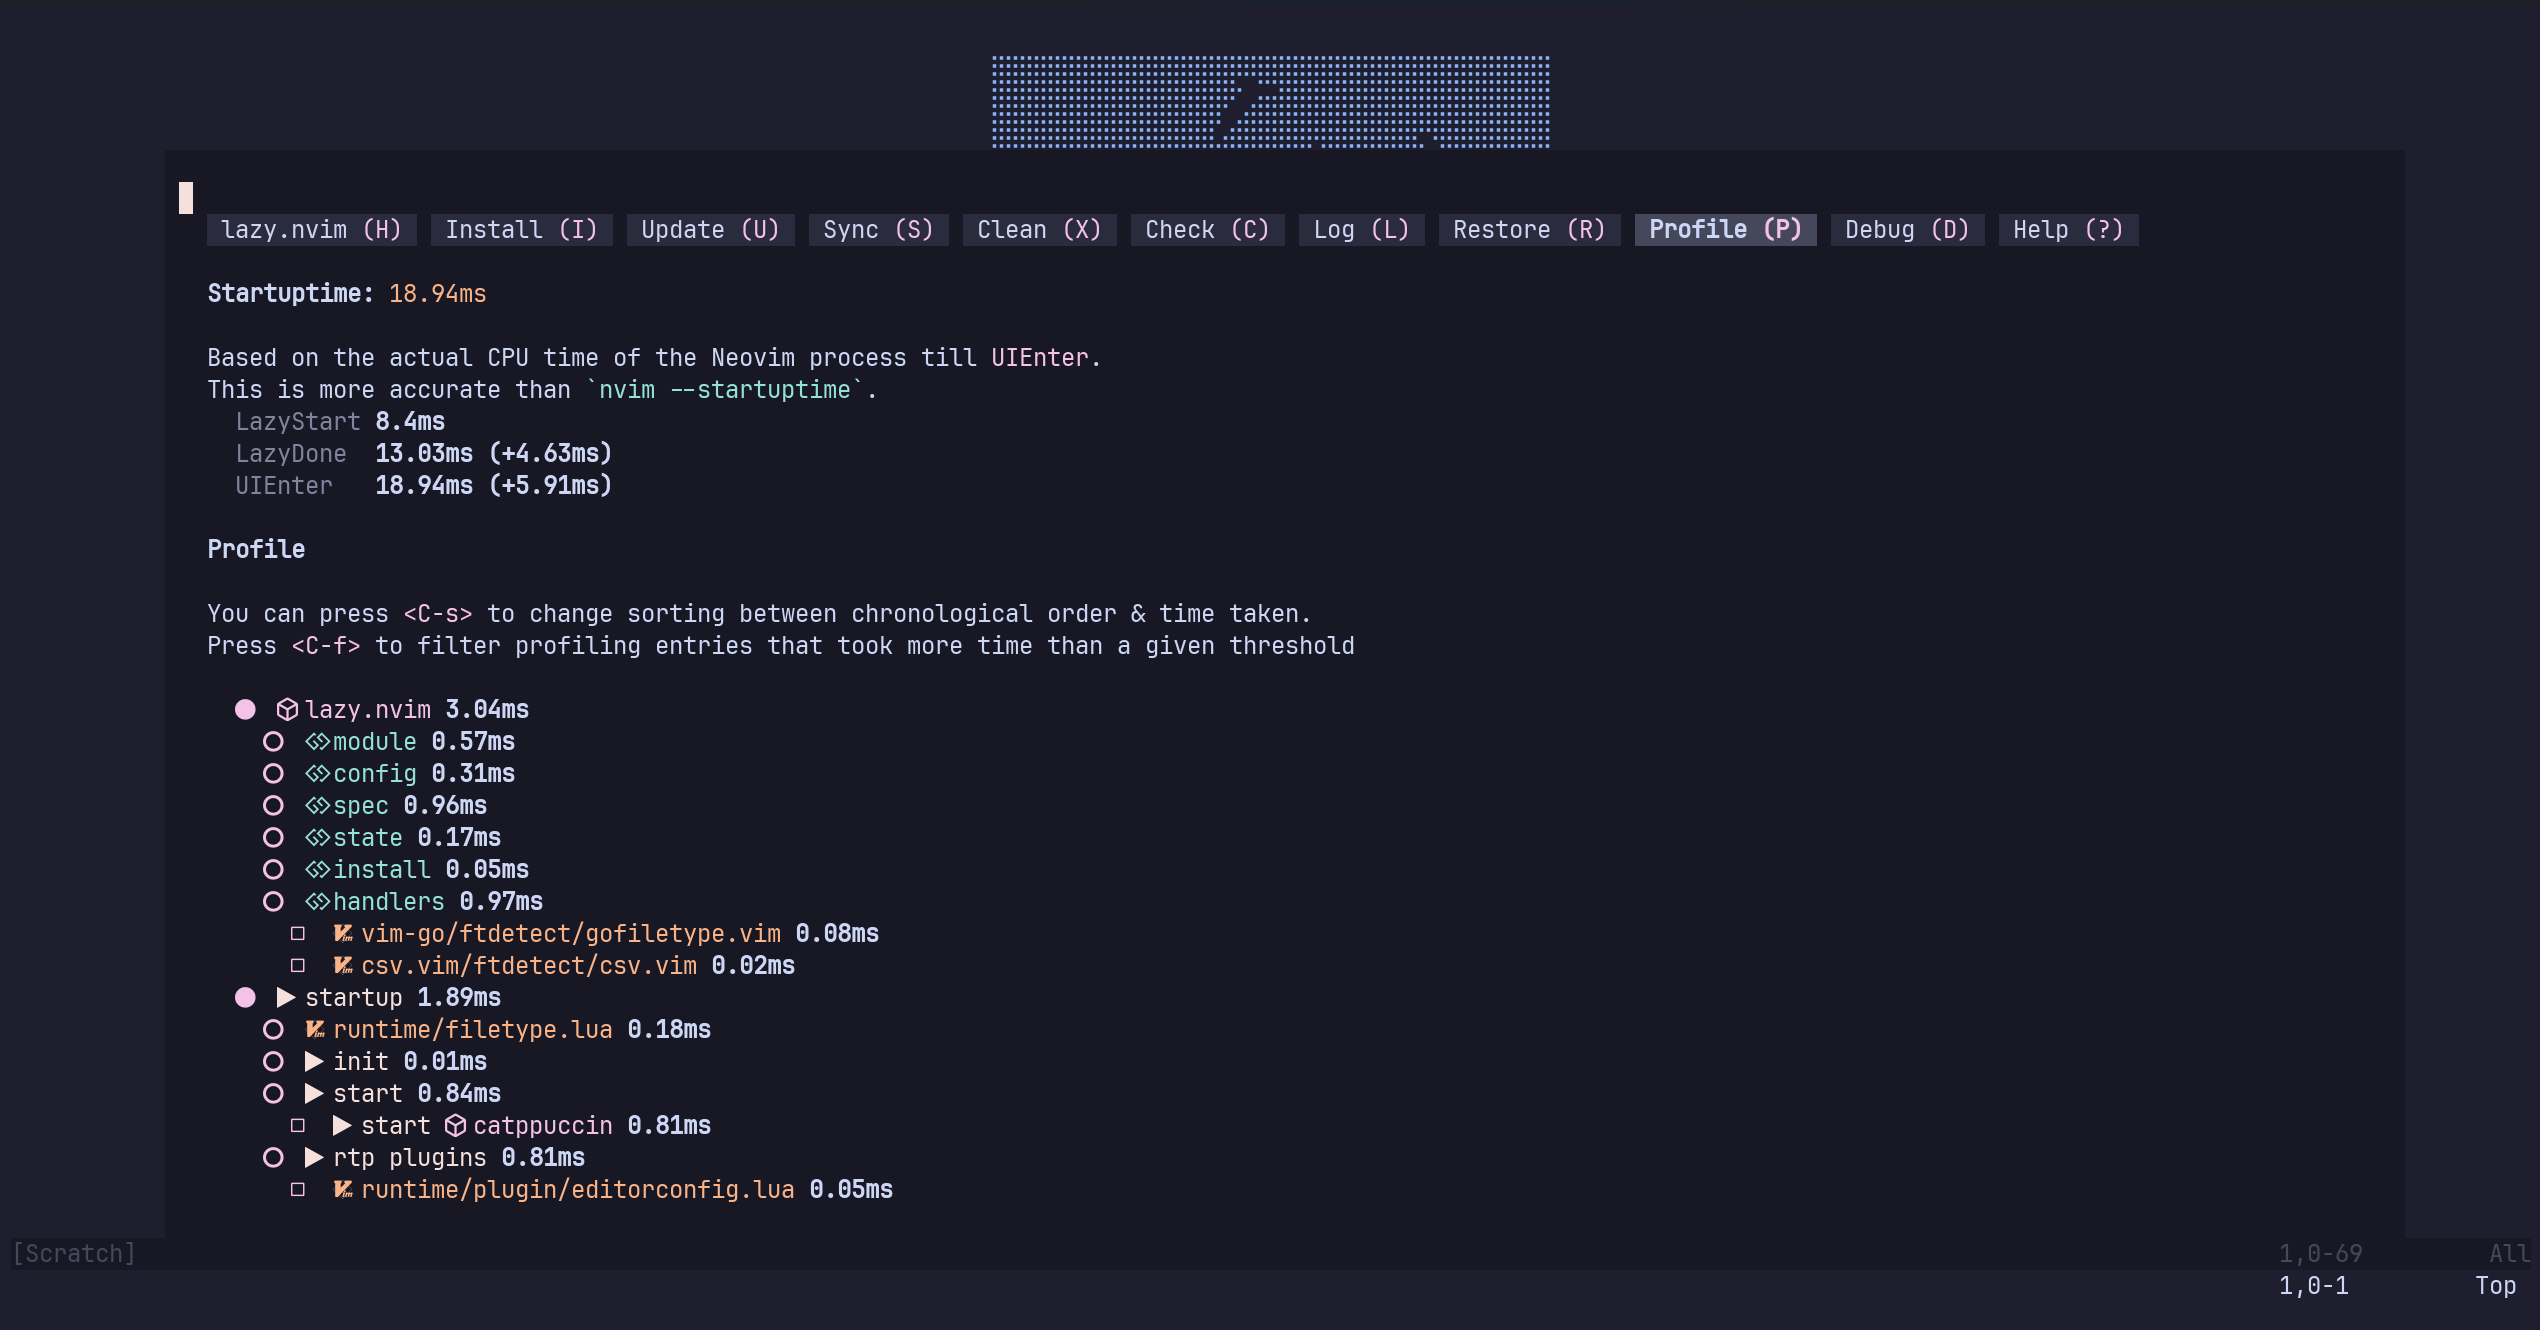 lazy.nvim (H) Install (I) Update (U) Sync (S) Clean (X) Check (C) Log (L) Restore (R) Profile (P) Debug (D) Help (?)
Startuptime: 18.94ms
Based on the actual CPU time of the Neovim process till UIEnter.
This is more accurate than `nvim --startuptime`.
LazyStart 8.4ms
LazyDone 13.03ms (+4.63ms)
UIEnter 18.94ms (+5.91ms)
Profile
You can press <C-s> to change sorting between chronological order & time taken.
Press <C-f> to filter profiling entries that took more time than a given threshold
lazy.nvim 3.04ms
module 0.57ms
config 0.31ms
spec 0.96ms
state 0.17ms
install 0.05ms
handlers 0.97ms
vim-go/ftdetect/gofiletype.vim 0.08ms
csv.vim/ftdetect/csv.vim 0.02ms
startup 1.89ms
runtime/filetype.lua 0.18ms
init 0.01ms
start 0.84ms
start catppuccin 0.81ms
rtp plugins 0.81ms
runtime/plugin/editorconfig.lua 0.05ms
[Scratch] 1,0-69 All
1,0-1 Top